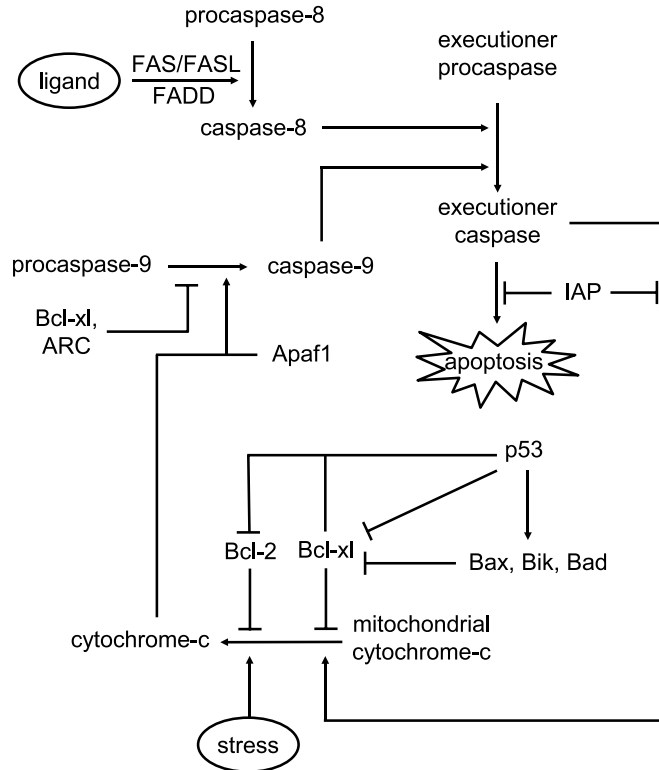 procaspase-8
executioner
procaspase
ligand
FAS/FASL
FADD
caspase-8
executioner
caspase
procaspase-9
caspase-9
IAP
Bcl-xl,
ARC
Apaf1
apoptosis
p53
Bcl-2
Bcl-xl
Bax, Bik, Bad
cytochrome-c
mitochondrial
cytochrome-c
stress